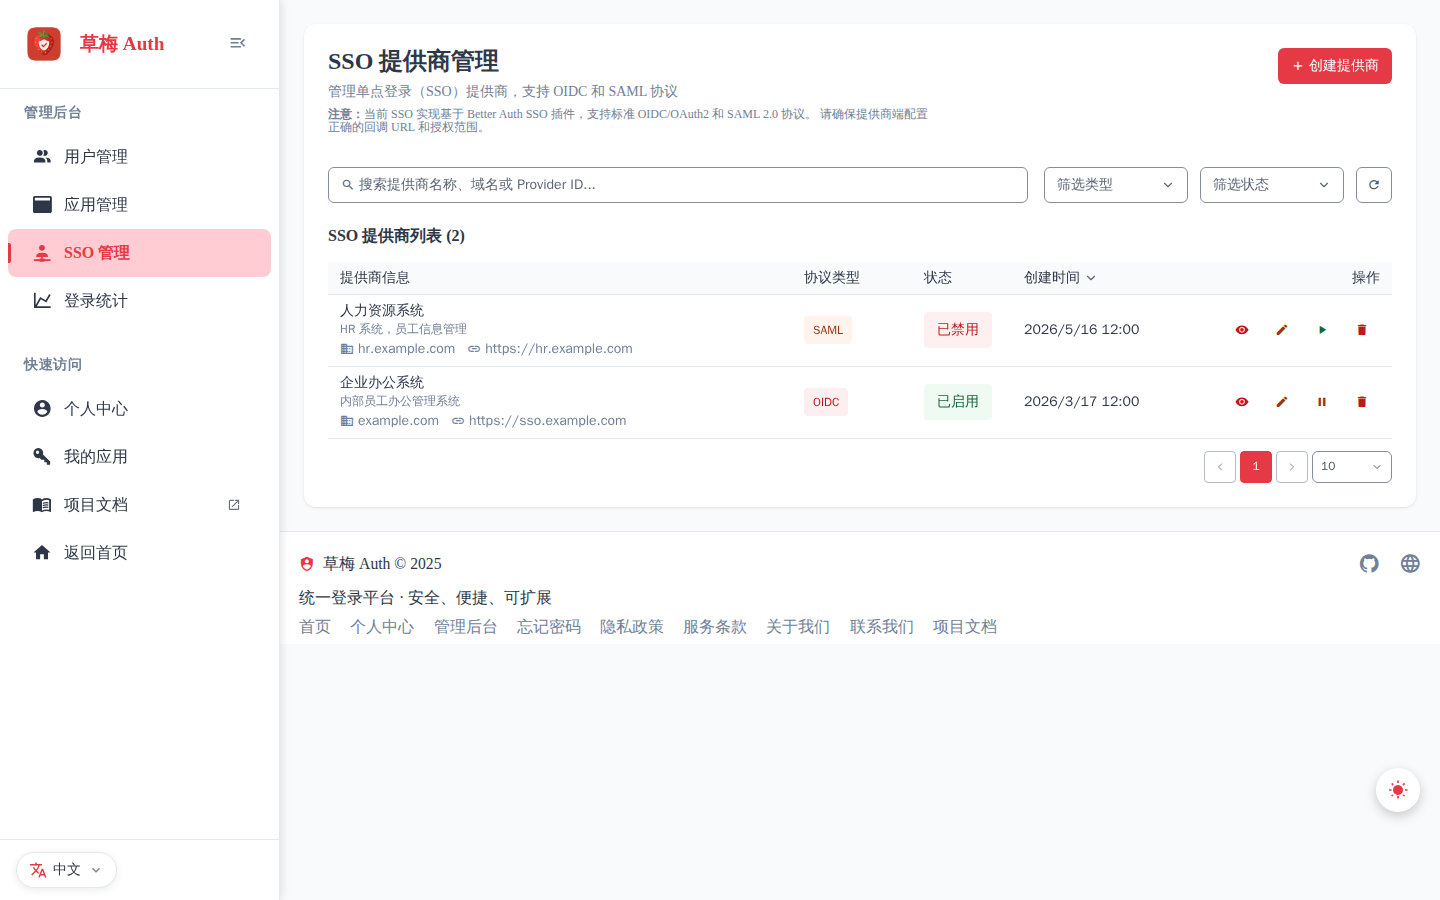 草梅 Auth
管理后台
用户管理
应用管理
SSO 管理
登录统计
快速访问
个人中心
我的应用
项目文档
返回首页
中文
SSO 提供商管理
创建提供商
管理单点登录（SSO）提供商，支持 OIDC 和 SAML 协议
注意：当前 SSO 实现基于 Better Auth SSO 插件，支持标准 OIDC/OAuth2 和 SAML 2.0 协议。 请确保提供商端配置
正确的回调 URL 和授权范围。
搜索提供商名称、域名或 Provider ID...
筛选类型
筛选状态
SSO 提供商列表 (2)
提供商信息 协议类型 状态 创建时间 操作
人力资源系统
HR 系统，员工信息管理
hr.example.com https://hr.example.com
SAML 已禁用 2026/5/16 12:00
企业办公系统
内部员工办公管理系统
example.com https://sso.example.com
OIDC 已启用 2026/3/17 12:00
1 10
草梅 Auth © 2025
统一登录平台 · 安全、便捷、可扩展
首页 个人中心 管理后台 忘记密码 隐私政策 服务条款 关于我们 联系我们 项目文档